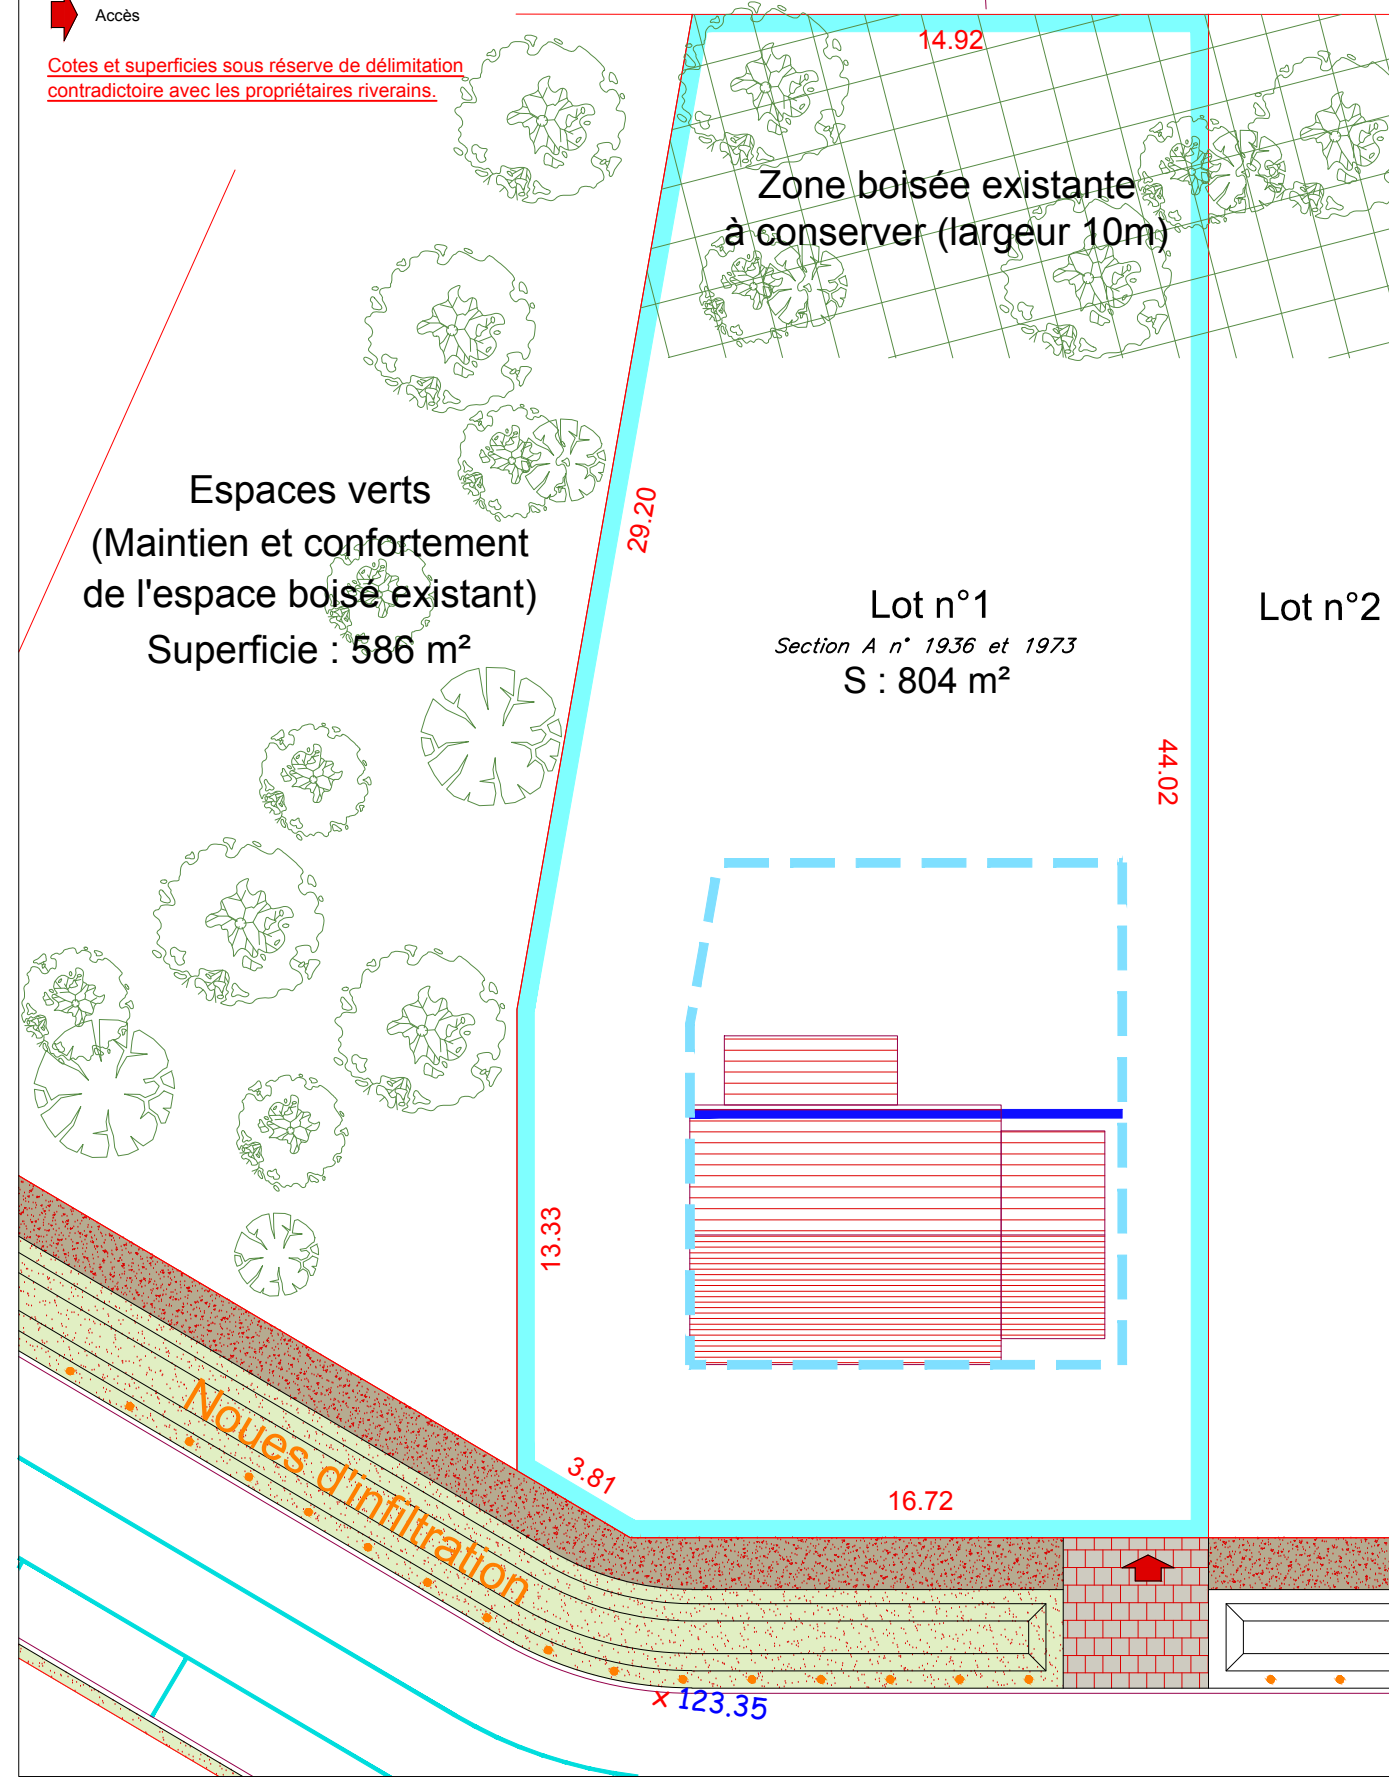 Accès
Cotes et superficies sous réserve de délimitation
contradictoire avec les propriétaires riverains.
14.92
Zone boisée existante
à conserver (largeur 10m)
29.20
Espaces verts
(Maintien et confortement
de l'espace boisé existant)
Superficie : 586 m²
Lot n°1
Section A n° 1936 et 1973
S : 804 m²
Lot n°2
44.02
13.33
3.81
16.72
Noues d'infiltration
× 123.35